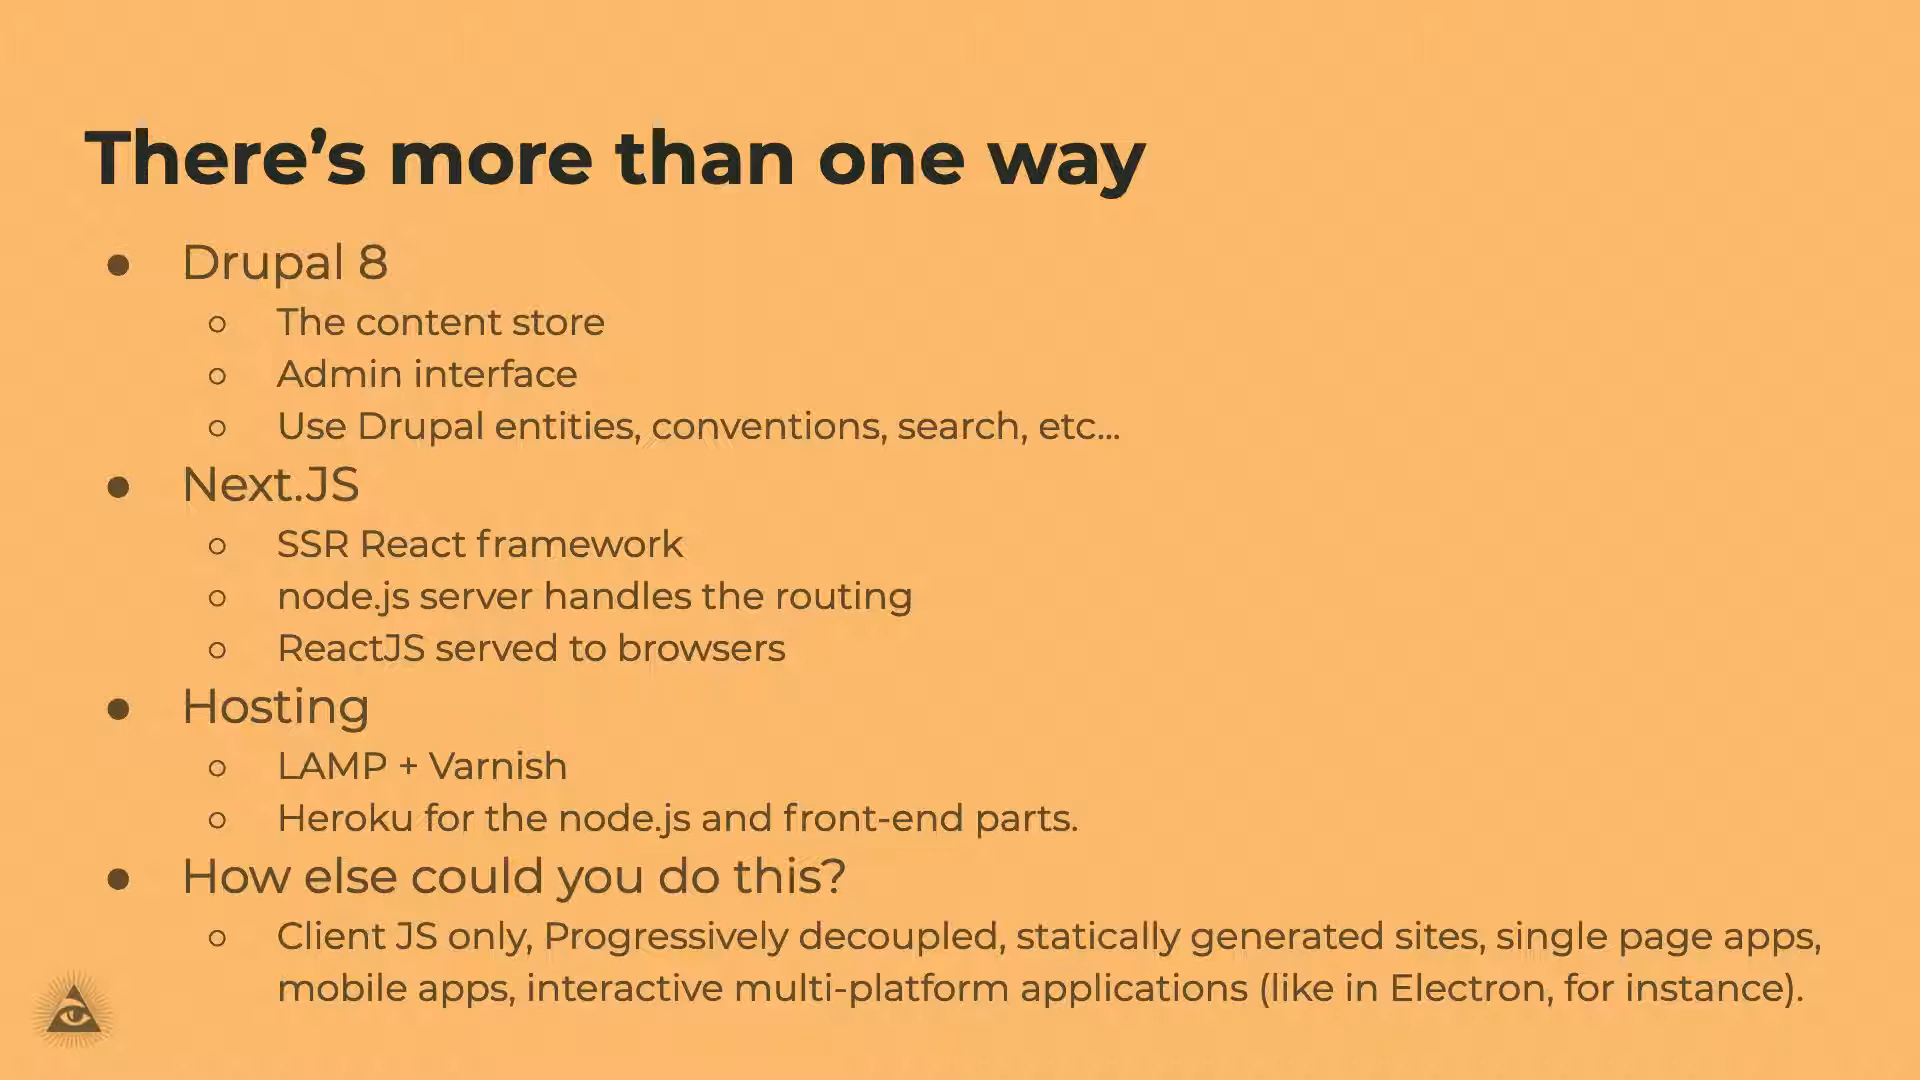 There’s more than one way
● Drupal 8
○ The content store
○ Admin interface
○ Use Drupal entities, conventions, search, etc...
● Next.JS
○ SSR React framework
○ node.js server handles the routing
○ ReactJS served to browsers
● Hosting
○ LAMP + Varnish
○ Heroku for the node.js and front-end parts.
● How else could you do this?
○ Client JS only, Progressively decoupled, statically generated sites, single page apps,
mobile apps, interactive multi-platform applications (like in Electron, for instance).